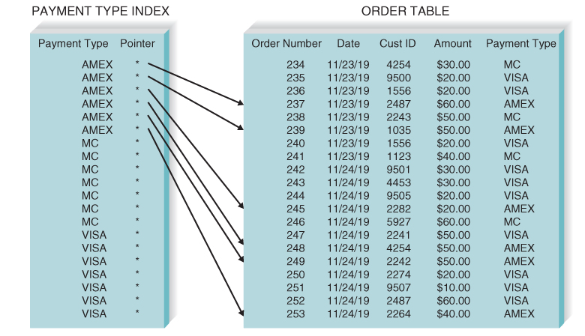 PAYMENT TYPE INDEX
Payment Type Pointer
AMEX *
AMEX *
AMEX *
AMEX *
AMEX *
AMEX *
MC *
MC *
MC *
MC *
MC *
MC *
MC *
VISA *
VISA *
VISA *
VISA *
VISA *
VISA *
VISA *
ORDER TABLE
Order Number Date Cust ID Amount Payment Type
234 11/23/19 4254 $30.00 MC
235 11/23/19 9500 $20.00 VISA
236 11/23/19 1556 $20.00 VISA
237 11/23/19 2487 $60.00 AMEX
238 11/23/19 2243 $50.00 MC
239 11/23/19 1035 $50.00 AMEX
240 11/23/19 1556 $20.00 VISA
241 11/23/19 1123 $40.00 MC
242 11/24/19 9501 $30.00 VISA
243 11/24/19 4453 $30.00 VISA
244 11/24/19 9505 $20.00 VISA
245 11/24/19 2282 $20.00 AMEX
246 11/24/19 5927 $60.00 MC
247 11/24/19 2241 $50.00 VISA
248 11/24/19 4254 $50.00 AMEX
249 11/24/19 2242 $50.00 AMEX
250 11/24/19 2274 $20.00 VISA
251 11/24/19 9507 $10.00 VISA
252 11/24/19 2487 $60.00 VISA
253 11/24/19 2264 $40.00 AMEX